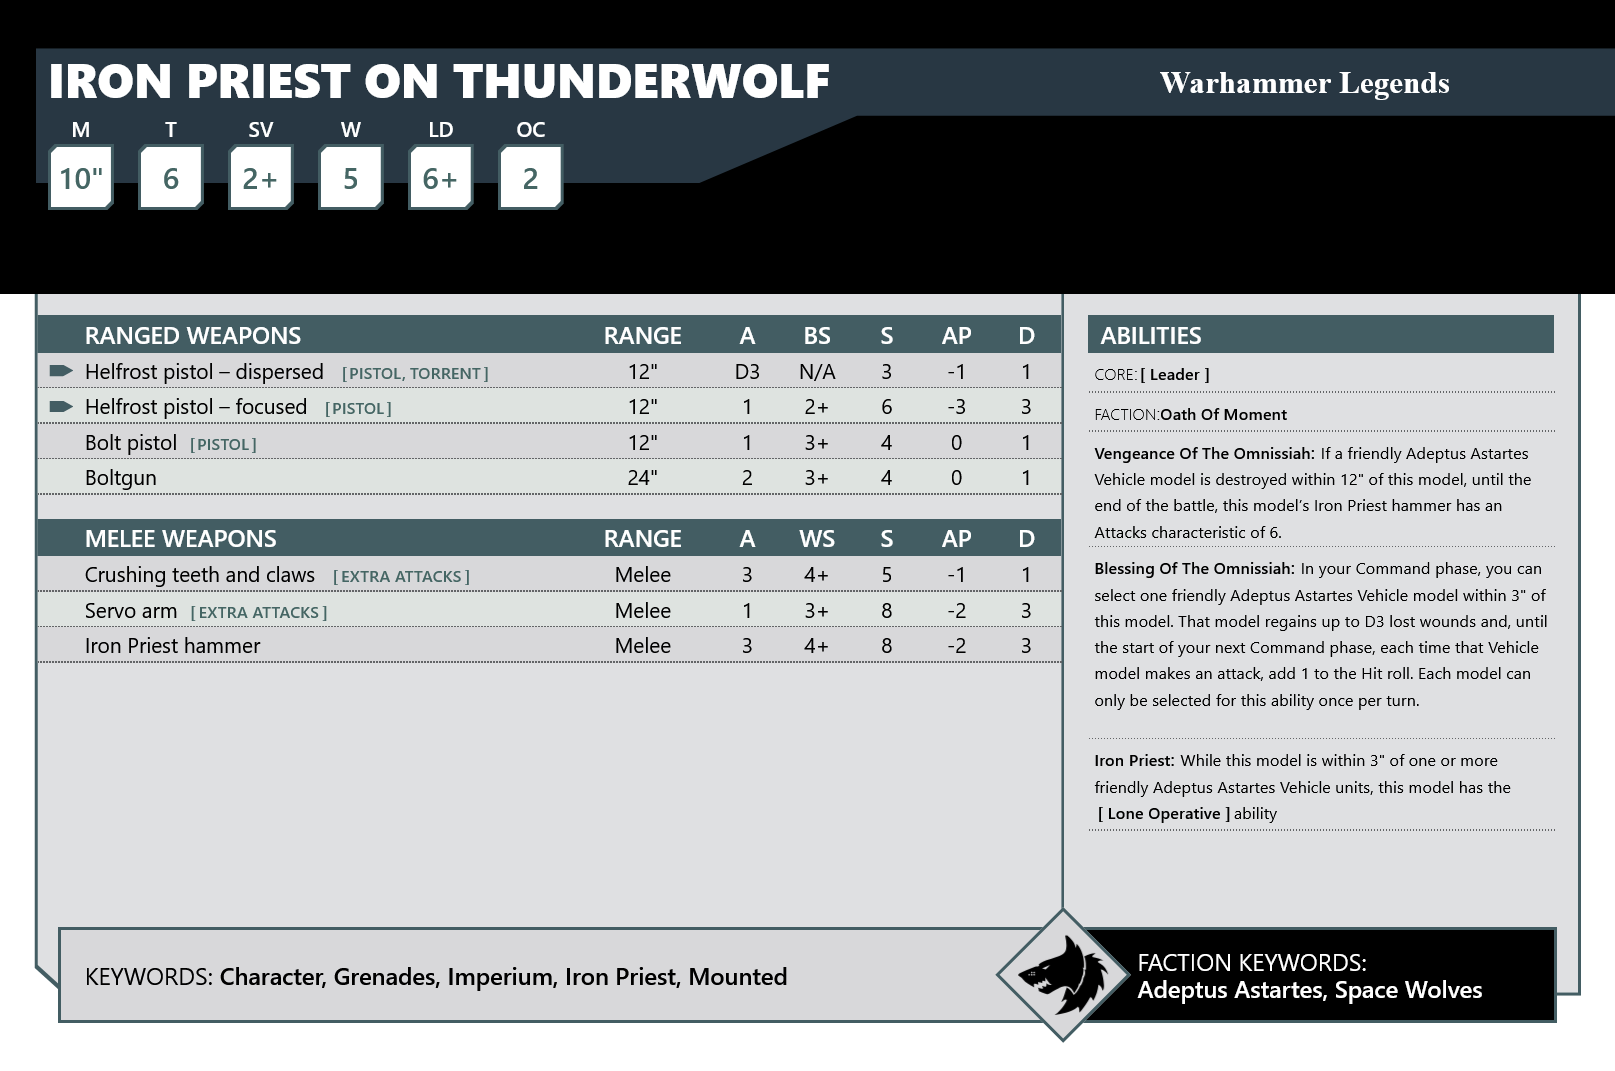 IRON PRIEST ON THUNDERWOLF
Warhammer Legends
M T SV W LD OC
10" 6 2+ 5 6+ 2
RANGED WEAPONS RANGE A BS S AP D
Helfrost pistol – dispersed [PISTOL, TORRENT] 12" D3 N/A 3 -1 1
Helfrost pistol – focused [PISTOL] 12" 1 2+ 6 -3 3
Bolt pistol [PISTOL] 12" 1 3+ 4 0 1
Boltgun 24" 2 3+ 4 0 1
MELEE WEAPONS RANGE A WS S AP D
Crushing teeth and claws [EXTRA ATTACKS] Melee 3 4+ 5 -1 1
Servo arm [EXTRA ATTACKS] Melee 1 3+ 8 -2 3
Iron Priest hammer Melee 3 4+ 8 -2 3
ABILITIES
CORE: [ Leader ]
FACTION:Oath Of Moment
Vengeance Of The Omnissiah: If a friendly Adeptus Astartes
Vehicle model is destroyed within 12" of this model, until the
end of the battle, this model’s Iron Priest hammer has an
Attacks characteristic of 6.
Blessing Of The Omnissiah: In your Command phase, you can
select one friendly Adeptus Astartes Vehicle model within 3" of
this model. That model regains up to D3 lost wounds and, until
the start of your next Command phase, each time that Vehicle
model makes an attack, add 1 to the Hit roll. Each model can
only be selected for this ability once per turn.
Iron Priest: While this model is within 3" of one or more
friendly Adeptus Astartes Vehicle units, this model has the
[ Lone Operative ] ability
KEYWORDS: Character, Grenades, Imperium, Iron Priest, Mounted
FACTION KEYWORDS:
Adeptus Astartes, Space Wolves